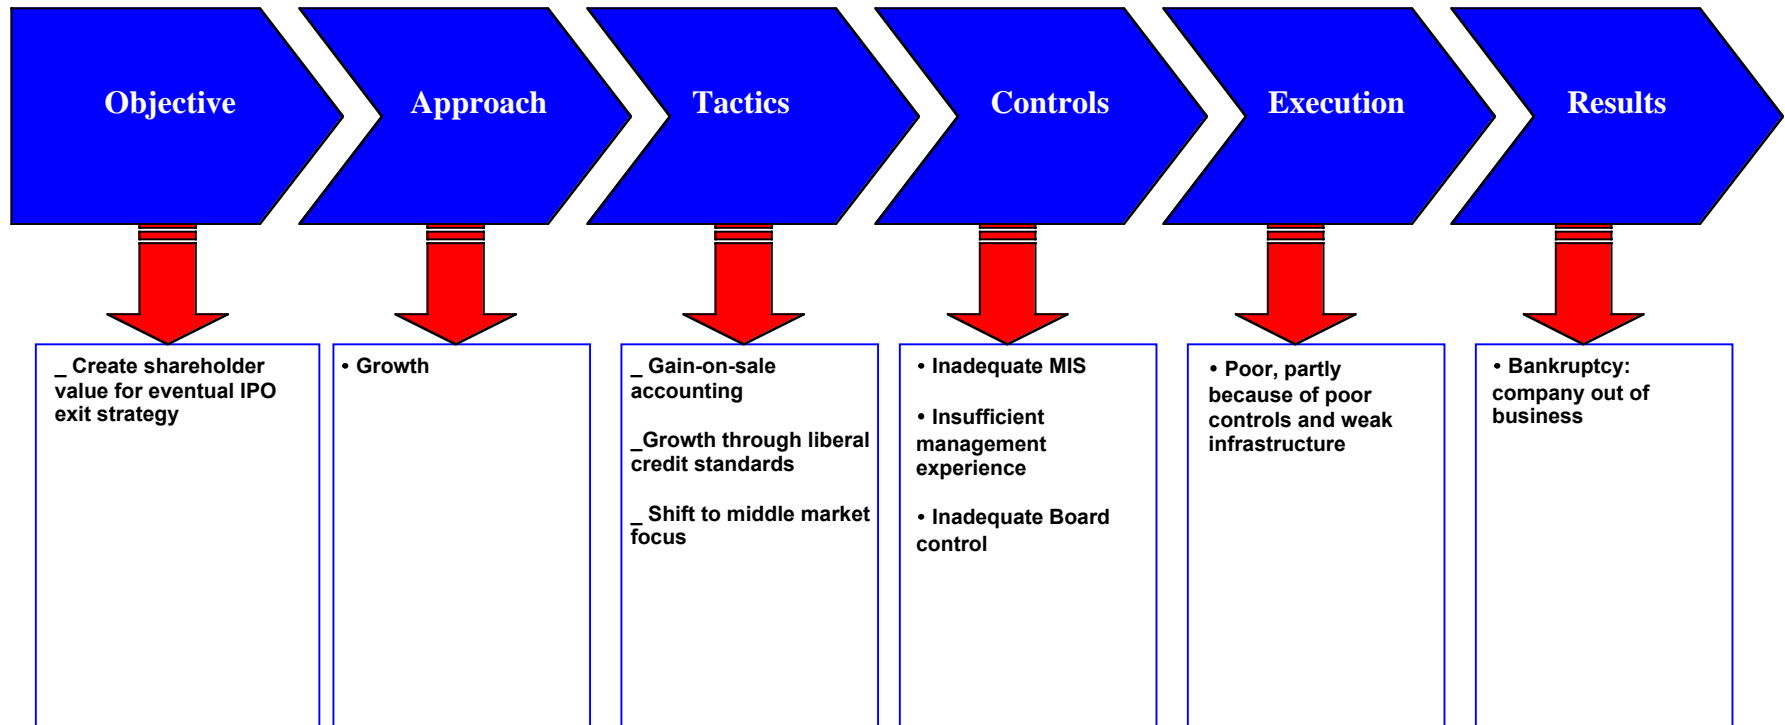 Objective
Approach
Tactics
Controls
Execution
Results
_ Create shareholder
value for eventual IPO
exit strategy
• Growth
_ Gain-on-sale
accounting
_Growth through liberal
credit standards
_ Shift to middle market
focus
• Inadequate MIS
• Insufficient
management
experience
• Inadequate Board
control
• Poor, partly
because of poor
controls and weak
infrastructure
• Bankruptcy:
company out of
business